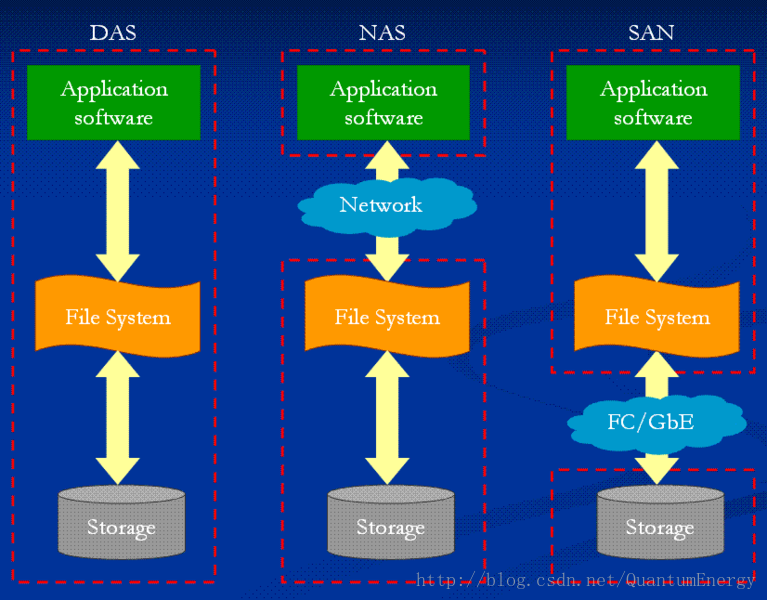 DAS
NAS
SAN
Application
software
Application
software
Application
software
Network
File System
File System
File System
FC/GbE
Storage
Storage
Storage
http://blog.csdn.net/QuantumEnergy